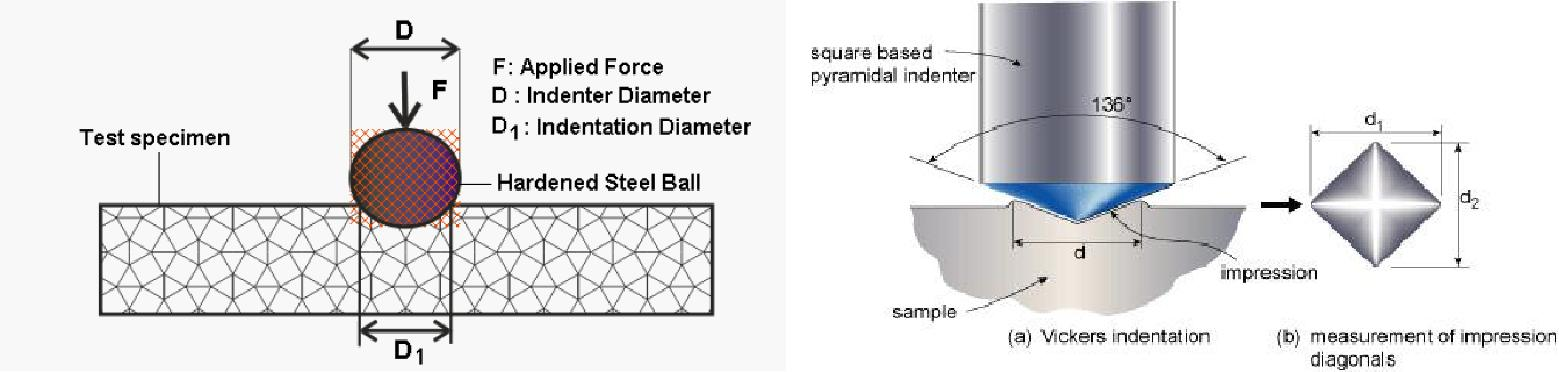 D
F
F: Applied Force
D : Indenter Diameter
D1 : Indentation Diameter
Test specimen
Hardened Steel Ball
D1
square based
pyramidal indenter
136°
d1
d2
d
impression
sample
(a) Vickers indentation
(b) measurement of impression
diagonals